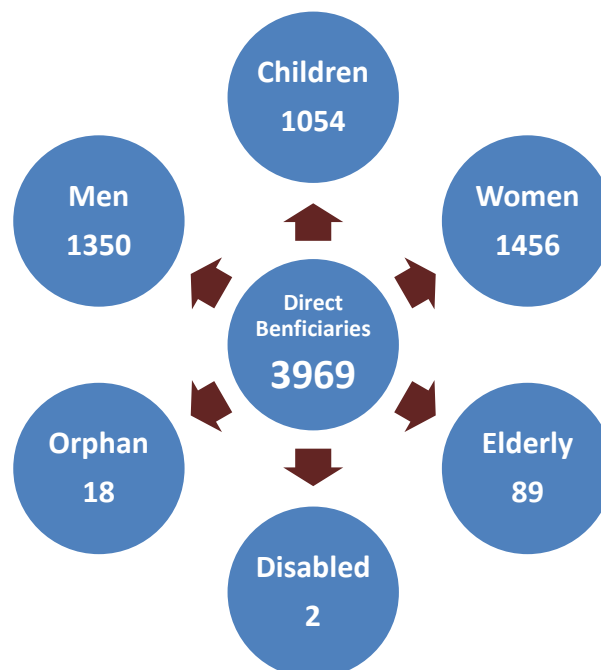 Children
1054
Men
1350
Women
1456
Direct
Benficiaries
3969
Orphan
18
Elderly
89
Disabled
2